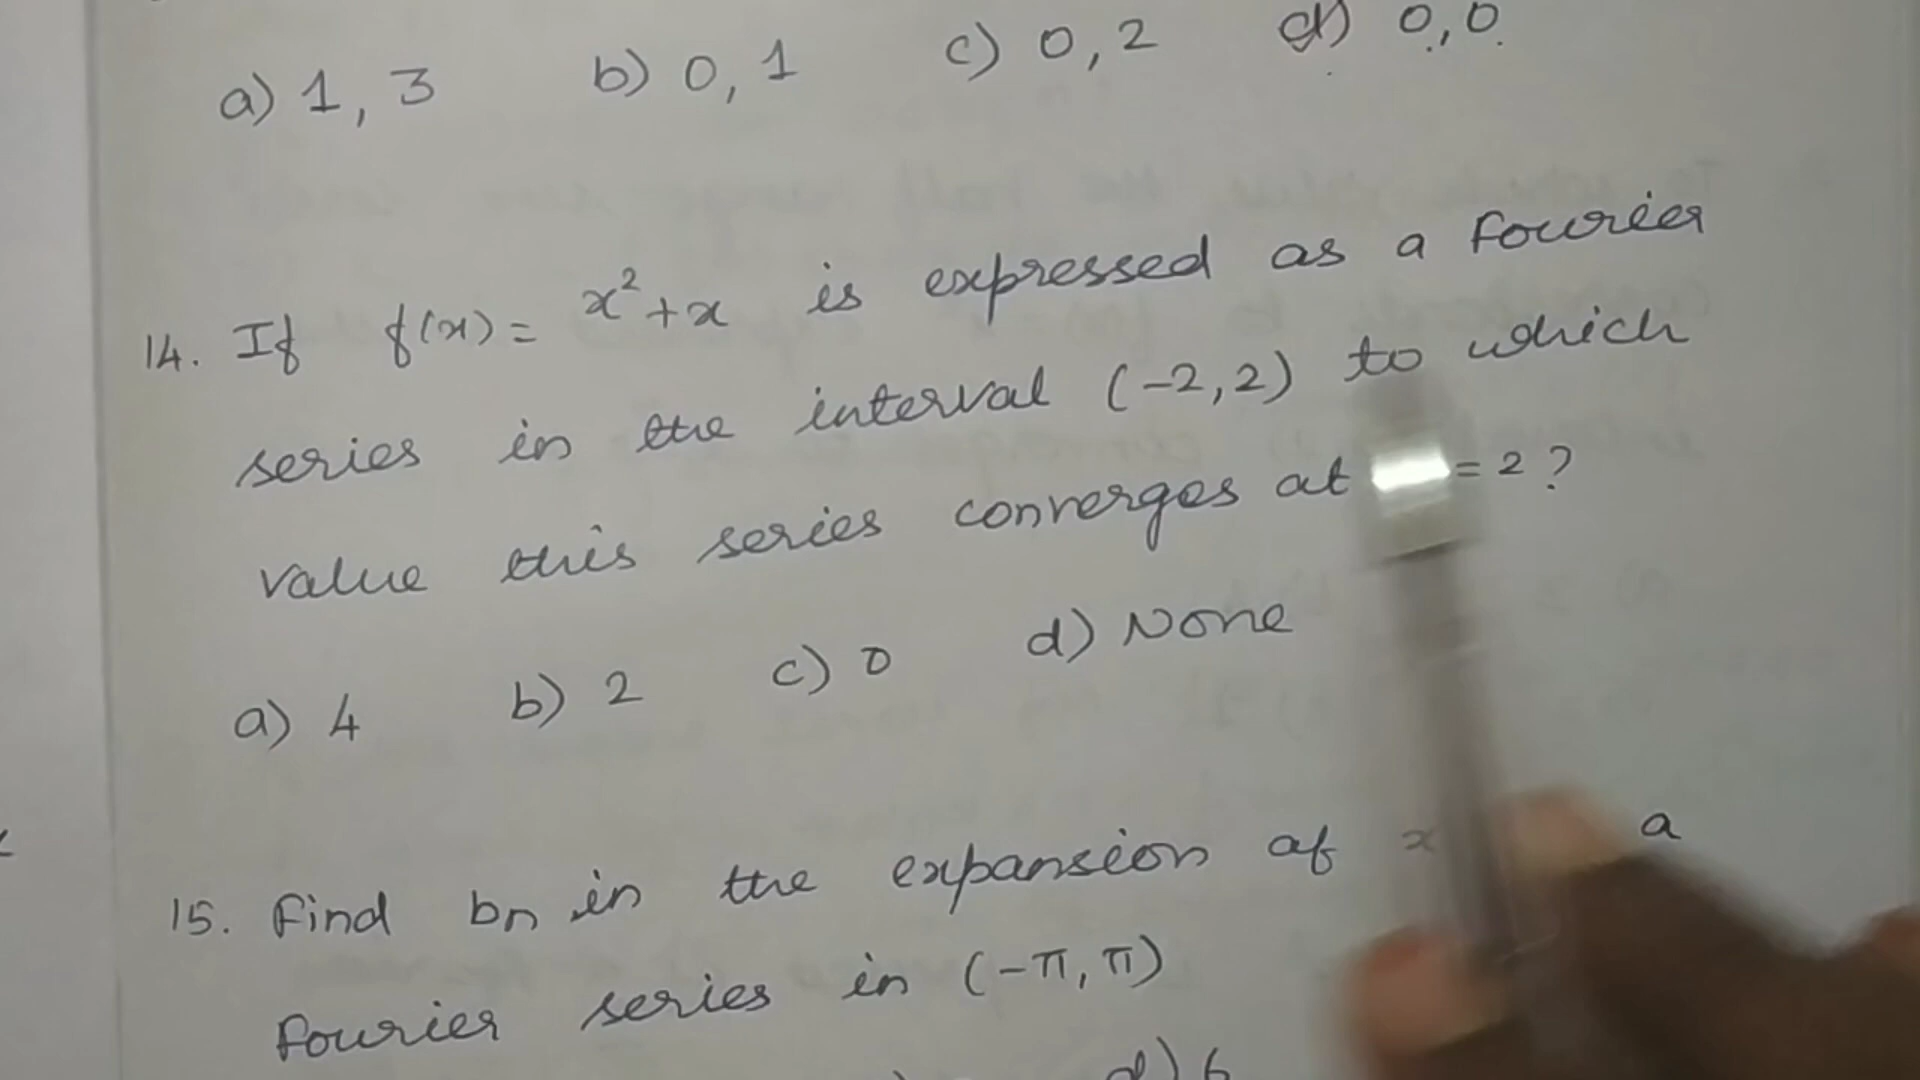 a) 1, 3 b) 0, 1 c) 0, 2 d) 0, 0
14. If f(x) = x²+x is expressed as a Fourier
series in the interval (-2,2) to which
value this series converges at = 2?
a) 4 b) 2 c) 0 d) None
15. Find bn in the expansion of x a
Fourier series in (-π, π)
d) 6